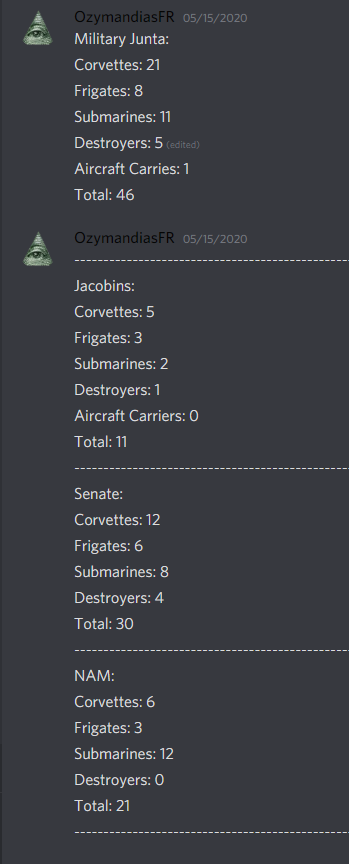 OzymandiasFR 05/15/2020
Military Junta:
Corvettes: 21
Frigates: 8
Submarines: 11
Destroyers: 5 (edited)
Aircraft Carries: 1
Total: 46
OzymandiasFR 05/15/2020
------------------------------------------------
Jacobins:
Corvettes: 5
Frigates: 3
Submarines: 2
Destroyers: 1
Aircraft Carriers: 0
Total: 11
------------------------------------------------
Senate:
Corvettes: 12
Frigates: 6
Submarines: 8
Destroyers: 4
Total: 30
------------------------------------------------
NAM:
Corvettes: 6
Frigates: 3
Submarines: 12
Destroyers: 0
Total: 21
------------------------------------------------